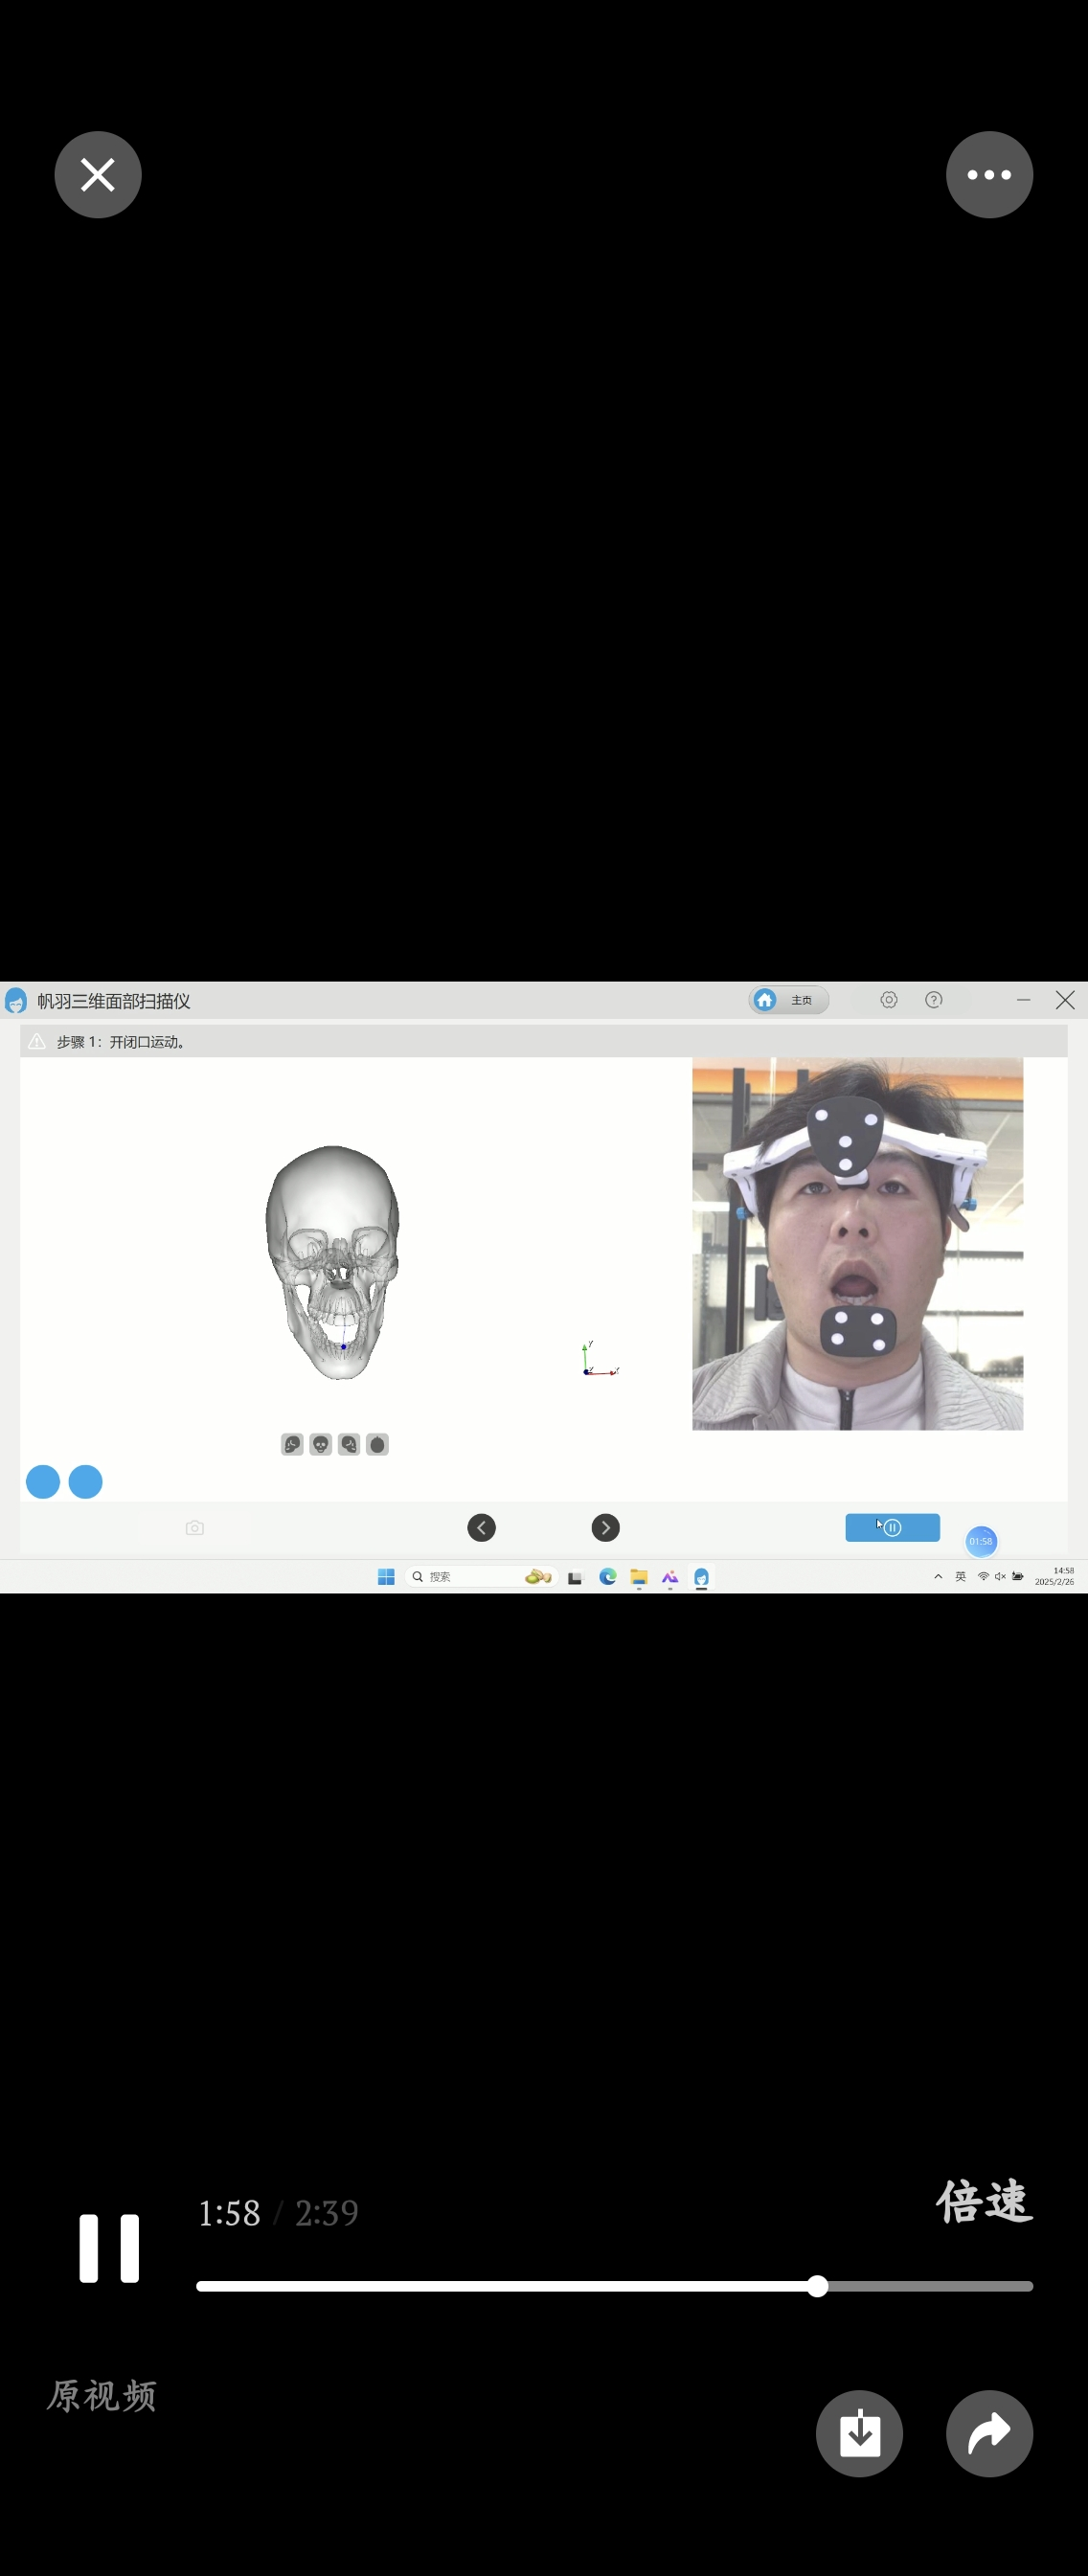 帆羽三维面部扫描仪
主页
步骤 1：开闭口运动。
y
01:58
搜索
英
14:58
2025/2/26
1:58 / 2:39
倍速
原视频